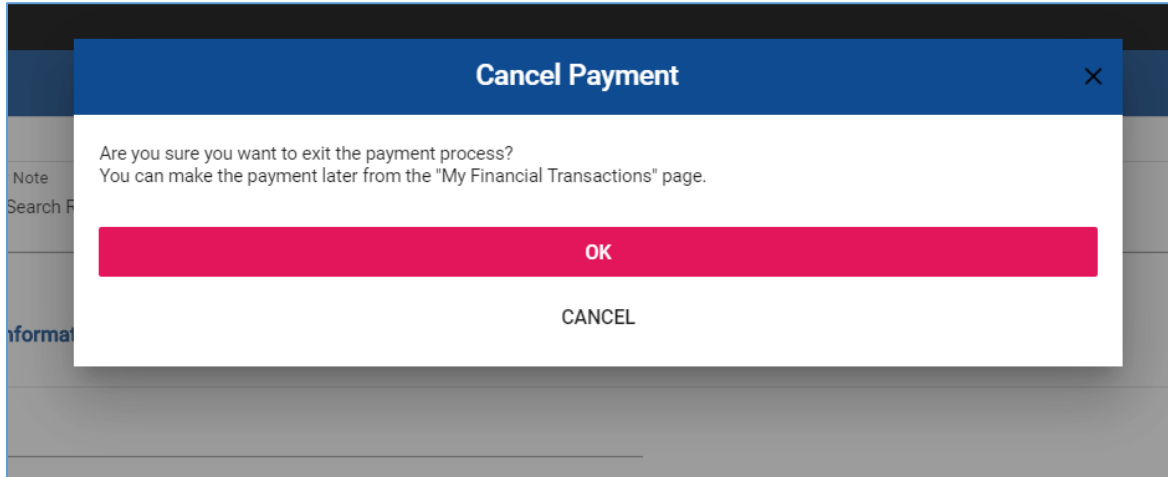 Cancel Payment
Are you sure you want to exit the payment process?
You can make the payment later from the "My Financial Transactions" page.
Note
Search R
OK
nformat
CANCEL